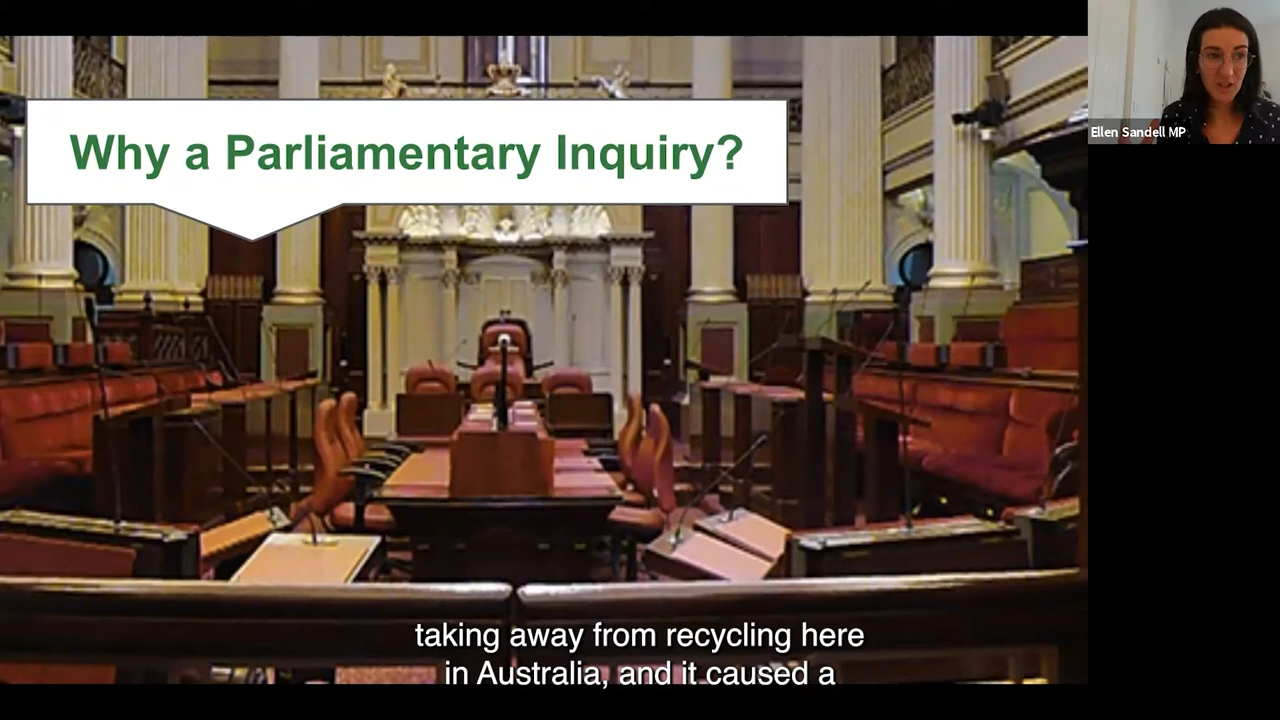 Why a Parliamentary Inquiry?
Ellen Sandell MP
taking away from recycling here
in Australia, and it caused a